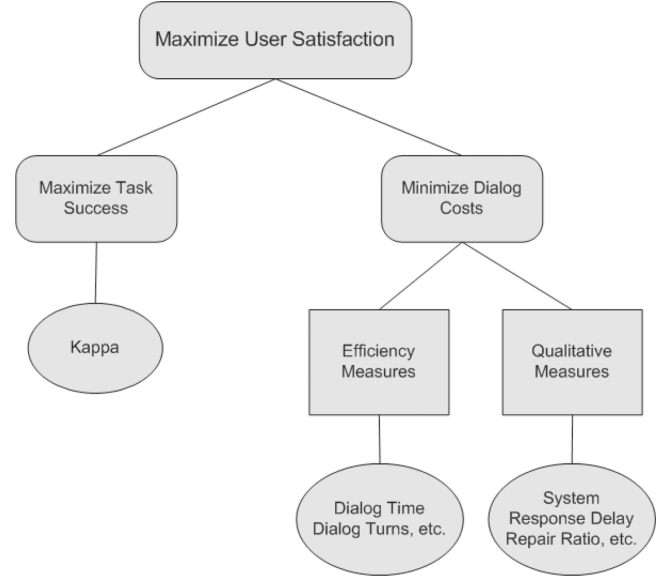 Maximize User Satisfaction
Maximize Task
Success
Minimize Dialog
Costs
Kappa
Efficiency
Measures
Qualitative
Measures
Dialog Time
Dialog Turns, etc.
System
Response Delay
Repair Ratio, etc.